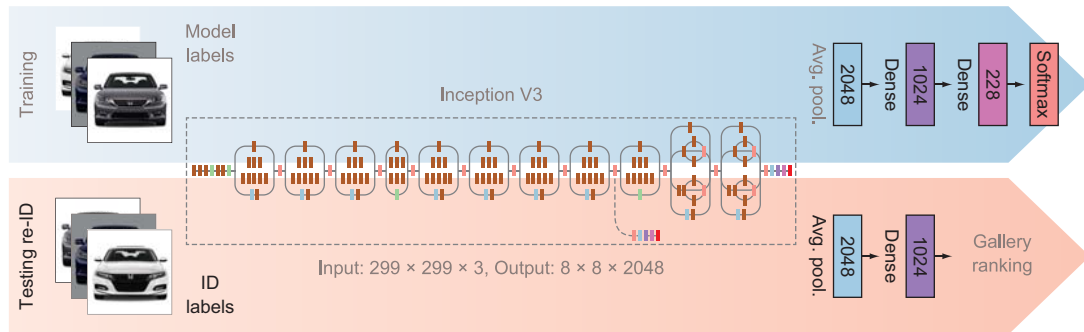 Training
Model
labels
Inception V3
Avg. pool.
2048
Dense
1024
Dense
228
Softmax
Testing re-ID
ID
labels
Input: 299 × 299 × 3, Output: 8 × 8 × 2048
Avg. pool.
2048
Dense
1024
Gallery
ranking